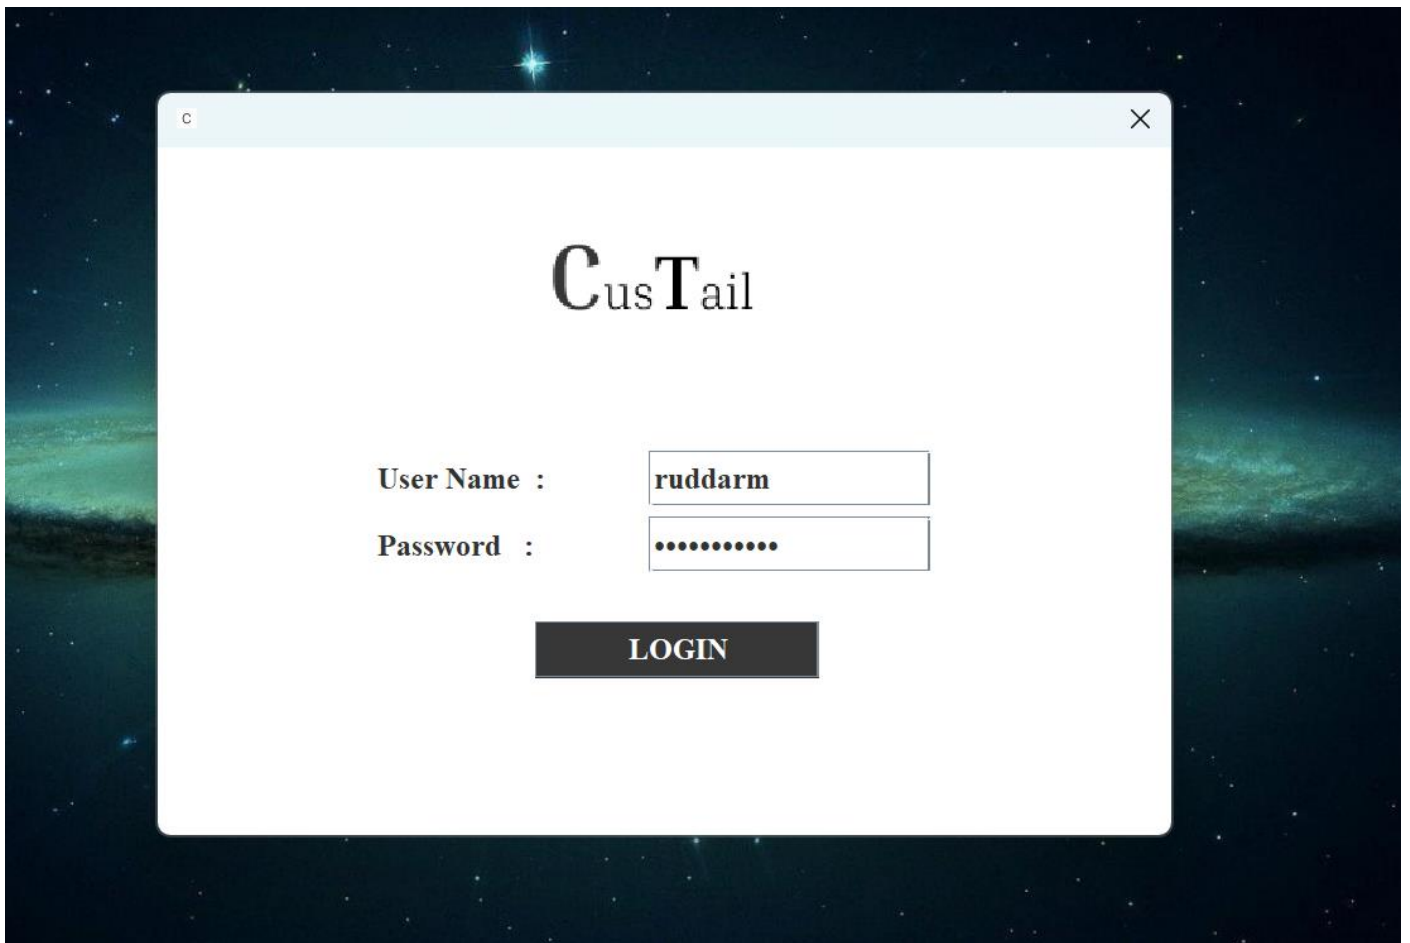 C
CusTail
User Name :
ruddarm
Password :
•••••••••••
LOGIN